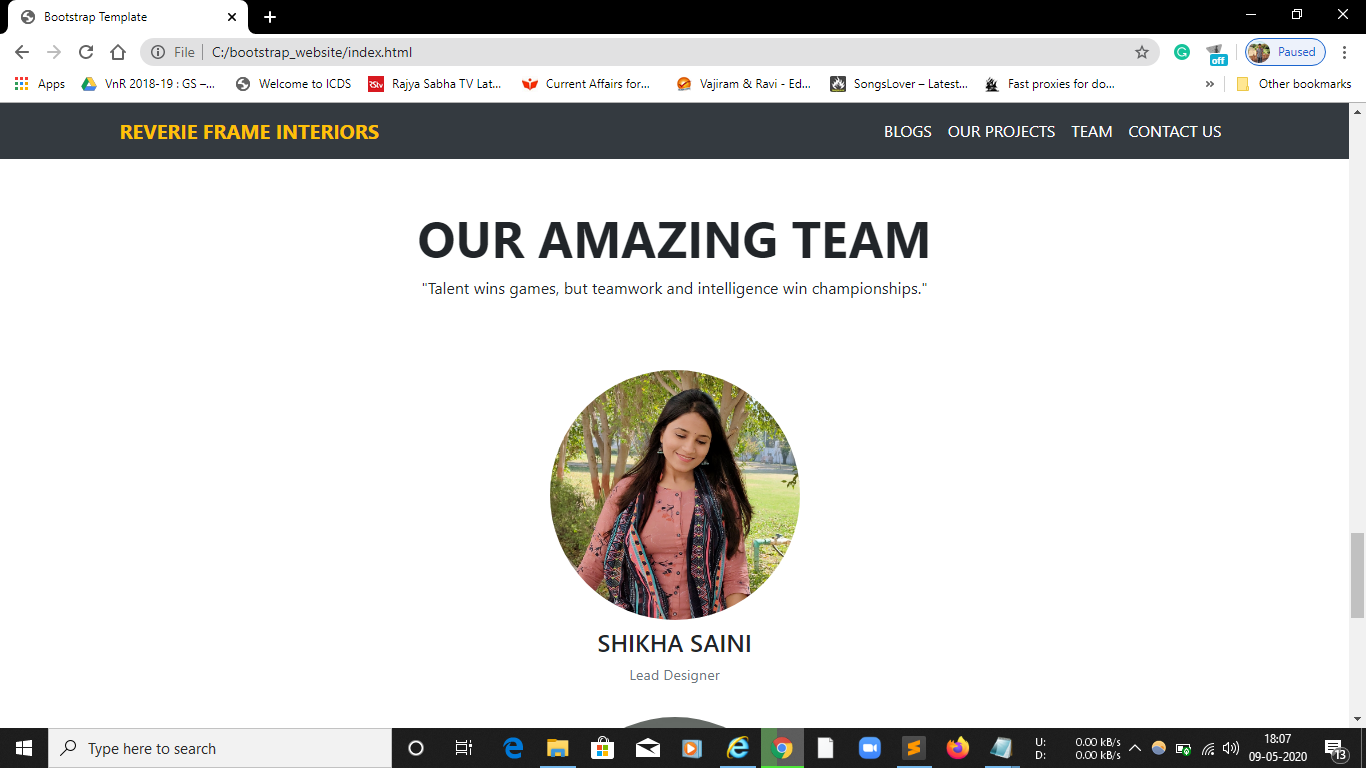 Bootstrap Template
File
C:/bootstrap_website/index.html
Paused
off
Apps
VnR 2018-19 : GS –...
Welcome to ICDS
RSTV
Rajya Sabha TV Lat...
Current Affairs for...
Vajiram & Ravi - Ed...
SongsLover – Latest...
Fast proxies for do...
»
Other bookmarks
REVERIE FRAME INTERIORS
BLOGS OUR PROJECTS TEAM CONTACT US
OUR AMAZING TEAM
"Talent wins games, but teamwork and intelligence win championships."
SHIKHA SAINI
Lead Designer
Type here to search
U: 0.00 kB/s
D: 0.00 kB/s
18:07
09-05-2020
13